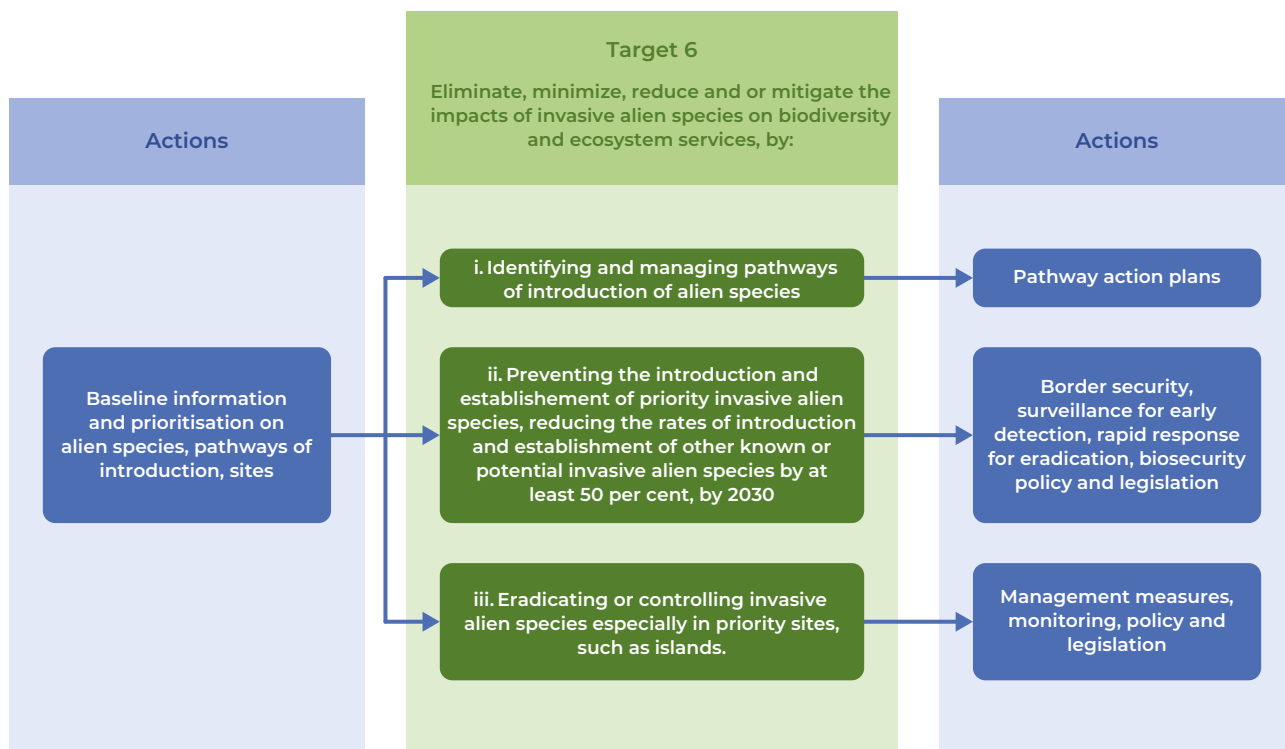 Actions
Baseline information
and prioritisation on
alien species, pathways of
introduction, sites
Target 6
Eliminate, minimize, reduce and or mitigate the
impacts of invasive alien species on biodiversity
and ecosystem services, by:
i. Identifying and managing pathways
of introduction of alien species
ii. Preventing the introduction and
establishement of priority invasive alien
species, reducing the rates of introduction
and establishment of other known or
potential invasive alien species by at
least 50 per cent, by 2030
iii. Eradicating or controlling invasive
alien species especially in priority sites,
such as islands.
Actions
Pathway action plans
Border security,
surveillance for early
detection, rapid response
for eradication, biosecurity
policy and legislation
Management measures,
monitoring, policy and
legislation